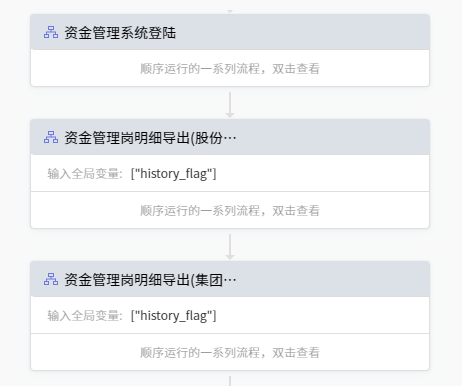 资金管理系统登陆
顺序运行的一系列流程，双击查看
资金管理岗明细导出(股份…
输入全局变量: ["history_flag"]
顺序运行的一系列流程，双击查看
资金管理岗明细导出(集团…
输入全局变量: ["history_flag"]
顺序运行的一系列流程，双击查看